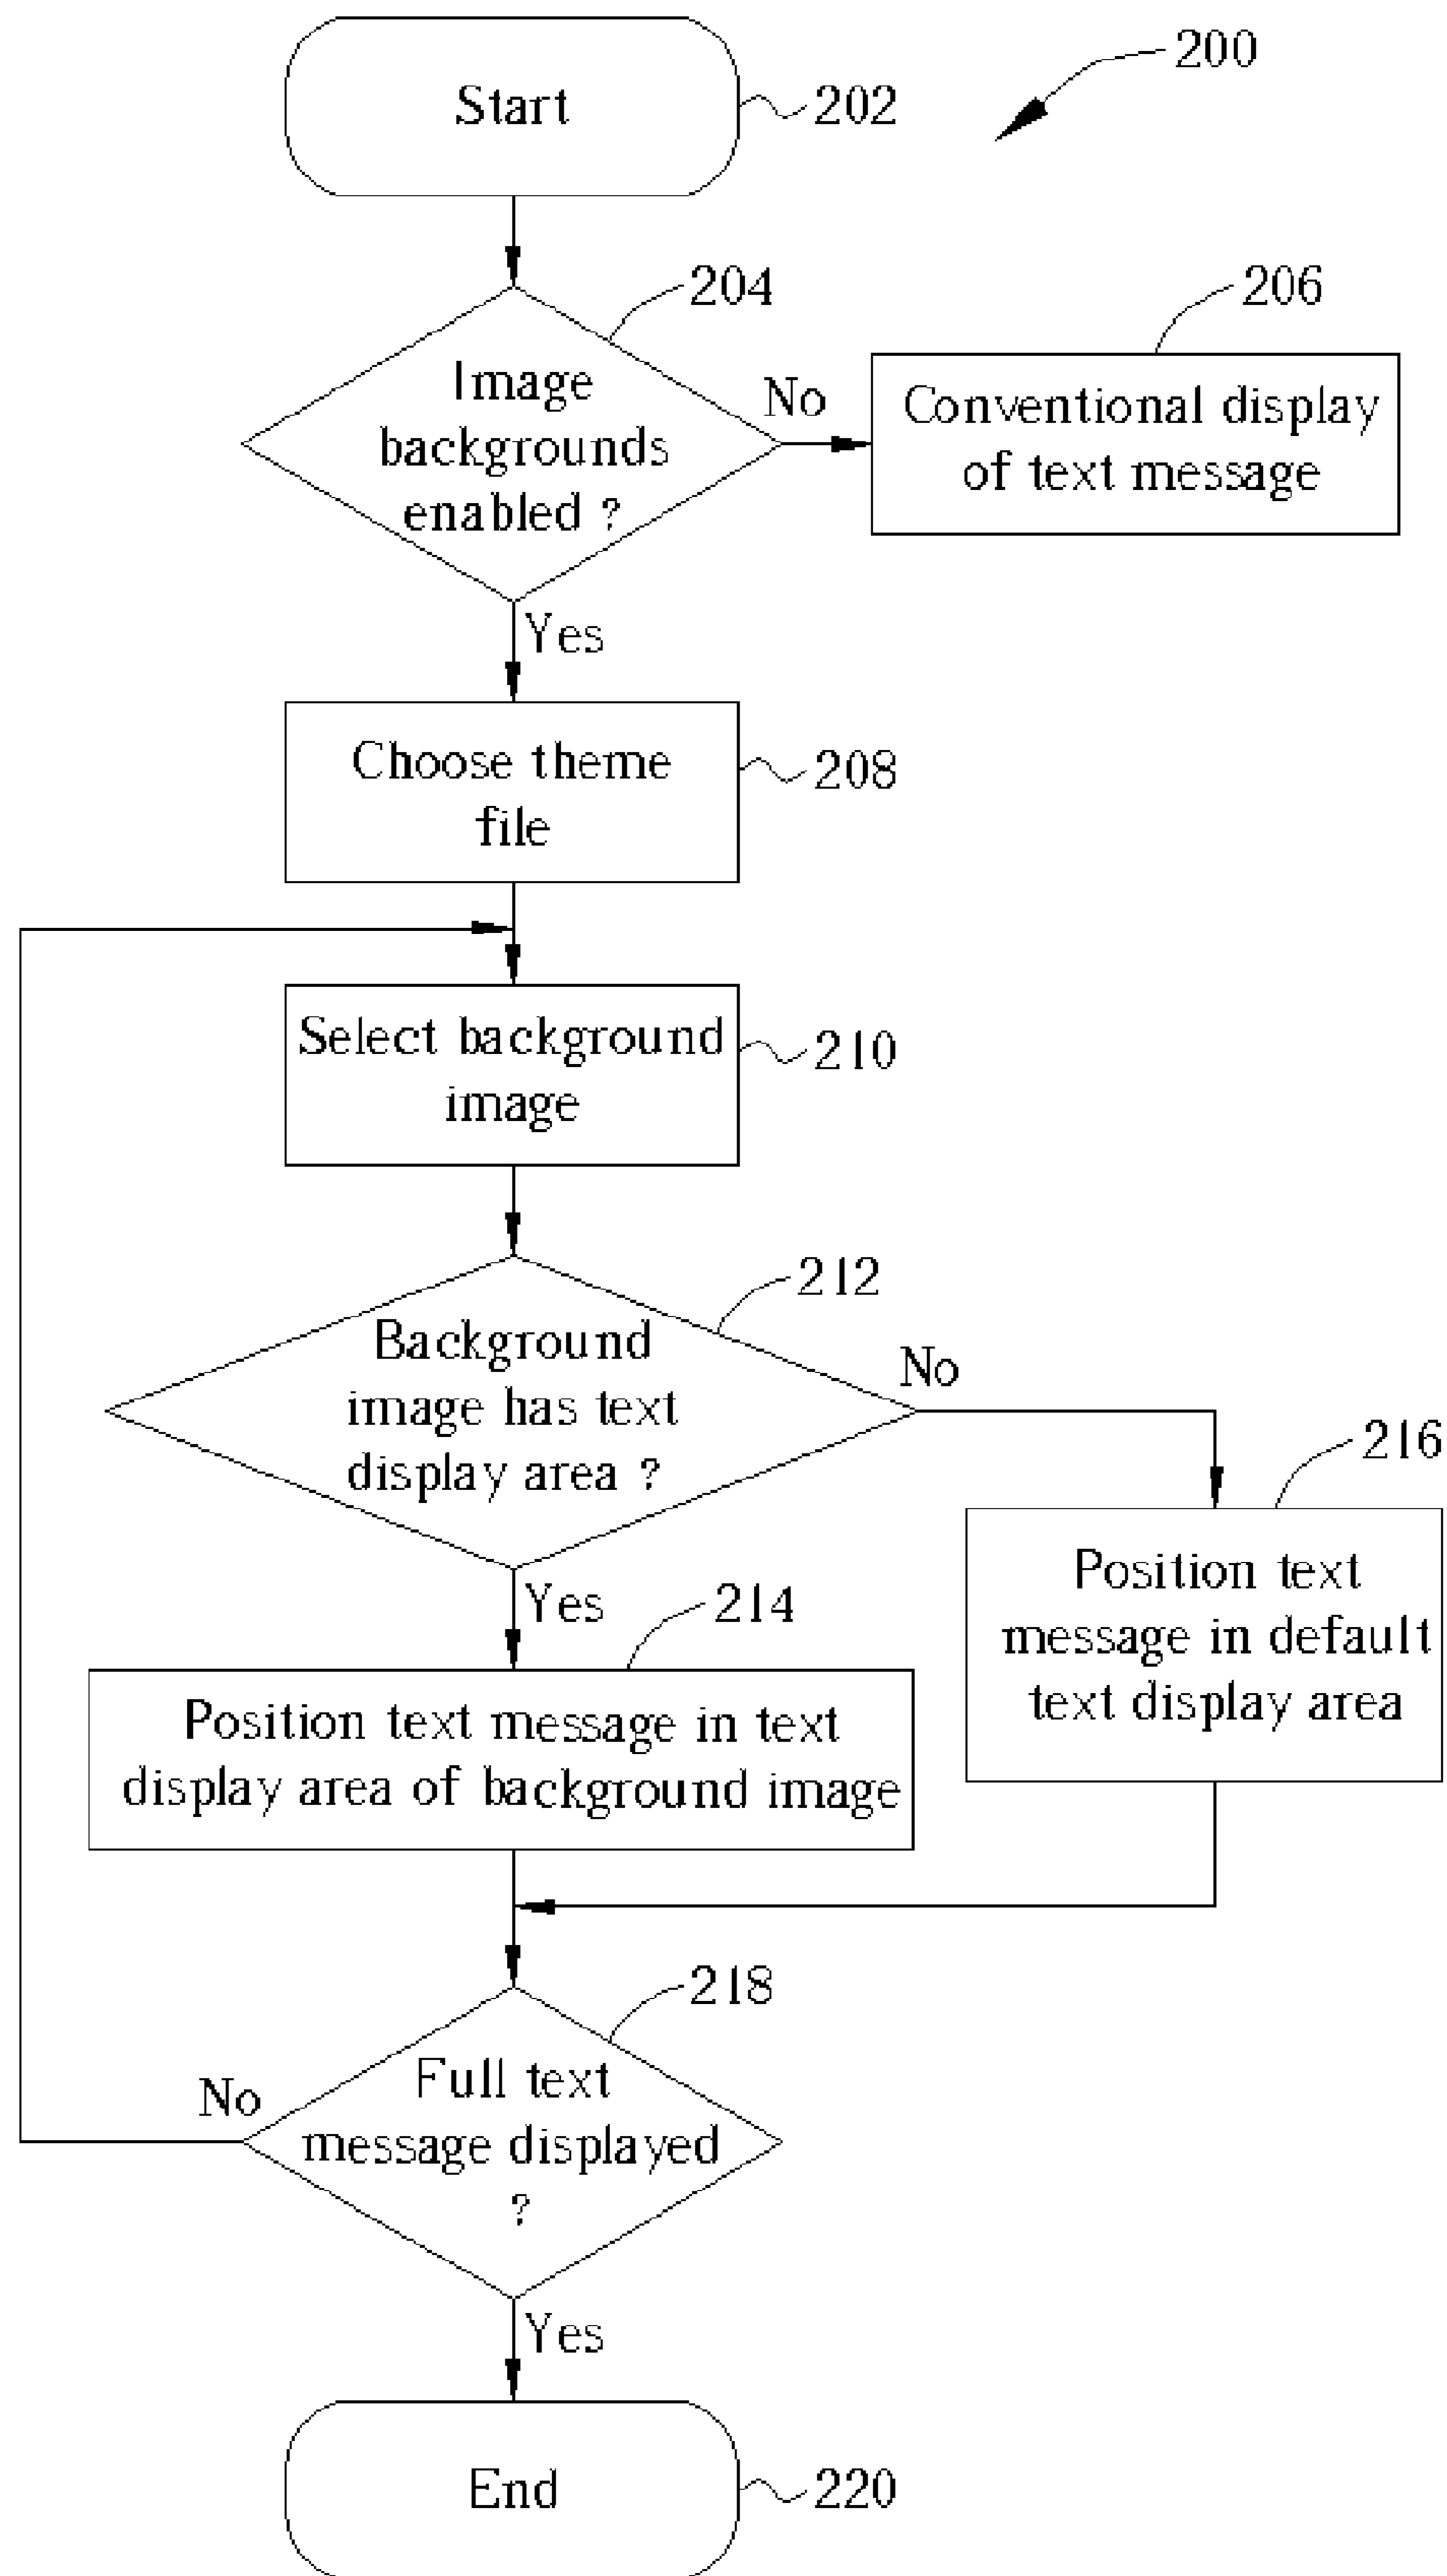 200
Start
202
204
Image
backgrounds
enabled ?
No
206
Conventional display
of text message
Yes
Choose theme
file
208
Select background
image
210
212
Background
image has text
display area ?
No
216
Position text
message in default
text display area
Yes
214
Position text message in text
display area of background image
218
Full text
message displayed
?
No
Yes
End
220